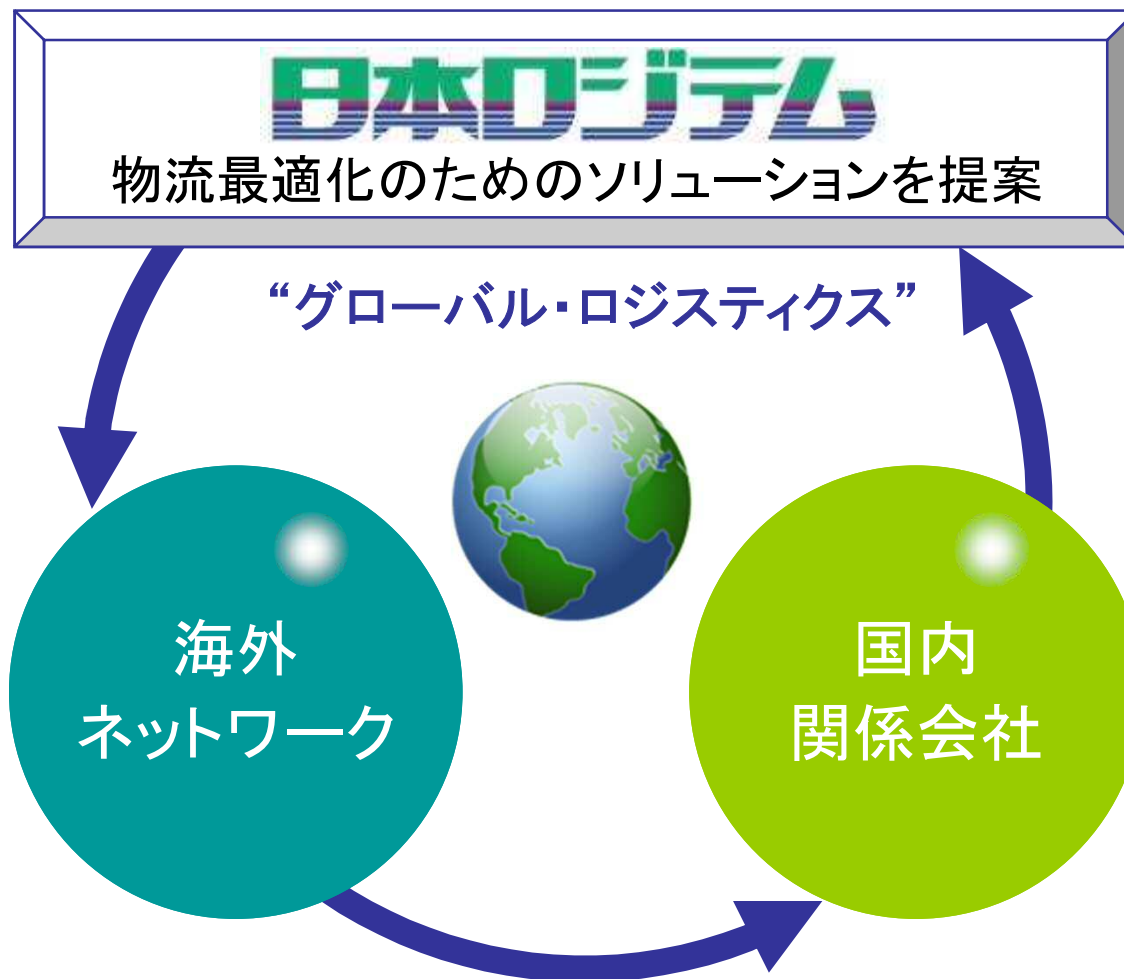 日本ロジテム
物流最適化のためのソリューションを提案
“グローバル・ロジスティクス”
海外
ネットワーク
国内
関係会社